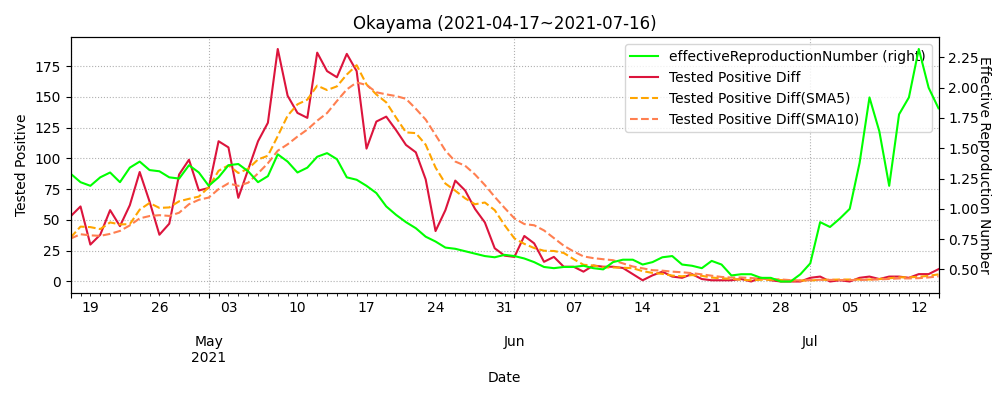 Okayama (2021-04-17~2021-07-16)
effectiveReproductionNumber (right)
Tested Positive Diff
Tested Positive Diff(SMA5)
Tested Positive Diff(SMA10)
Tested Positive
175
150
125
100
75
50
25
0
2.25
2.00
1.75
1.50
1.25
1.00
0.75
0.50
Effective Reproduction Number
19 26 03 10 17 24 31 07 14 21 28 05 12
May Jun Jul
2021
Date